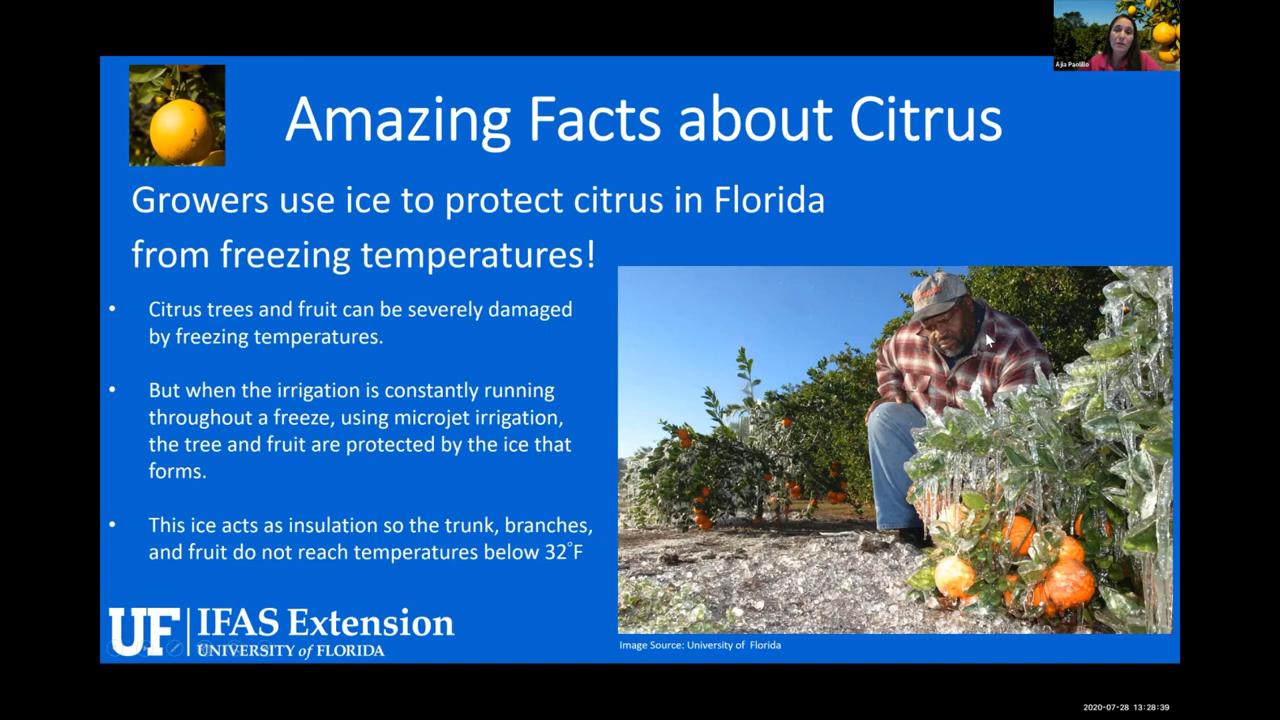 Ajia Paolillo
Amazing Facts about Citrus
Growers use ice to protect citrus in Florida
from freezing temperatures!
• Citrus trees and fruit can be severely damaged
by freezing temperatures.
• But when the irrigation is constantly running
throughout a freeze, using microjet irrigation,
the tree and fruit are protected by the ice that
forms.
• This ice acts as insulation so the trunk, branches,
and fruit do not reach temperatures below 32°F
UF IFAS Extension
UNIVERSITY of FLORIDA
Image Source: University of Florida
2020-07-28 13:28:39